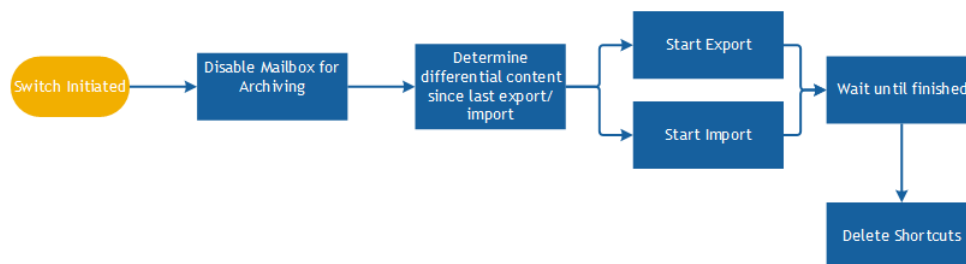 Switch Initiated
Disable Mailbox for
Archiving
Determine
differential content
since last export/
import
Start Export
Start Import
Wait until finished
Delete Shortcuts